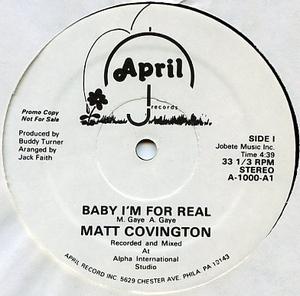 April
records
Promo Copy
Not For Sale
Produced by
Buddy Turner
Aranged by
Jack Faith
SIDE I
Jobete Music Inc.
Time 4:39
33 1/3 RPM
STEREO
A-1000-A1
BABY I'M FOR REAL
M. Gaye A. Gaye
MATT COVINGTON
Recorded and Mixed
At
Alpha International
Studio
APRIL RECORD INC. 5629 CHESTER AVE. PHILA. PA 19143